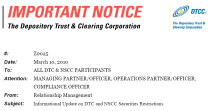 IMPORTANT NOTICE
The Depository Trust & Clearing Corporation
DTCC
The Depository Trust &
Clearing Corporation
#: Z0025
Date: March 10, 2010
To: ALL DTC & NSCC PARTICIPANTS
Attention: MANAGING PARTNER/OFFICER, OPERATIONS PARTNER/OFFICER,
COMPLIANCE OFFICER
From: Relationship Management
Subject: Informational Update on DTC and NSCC Securities Restrictions